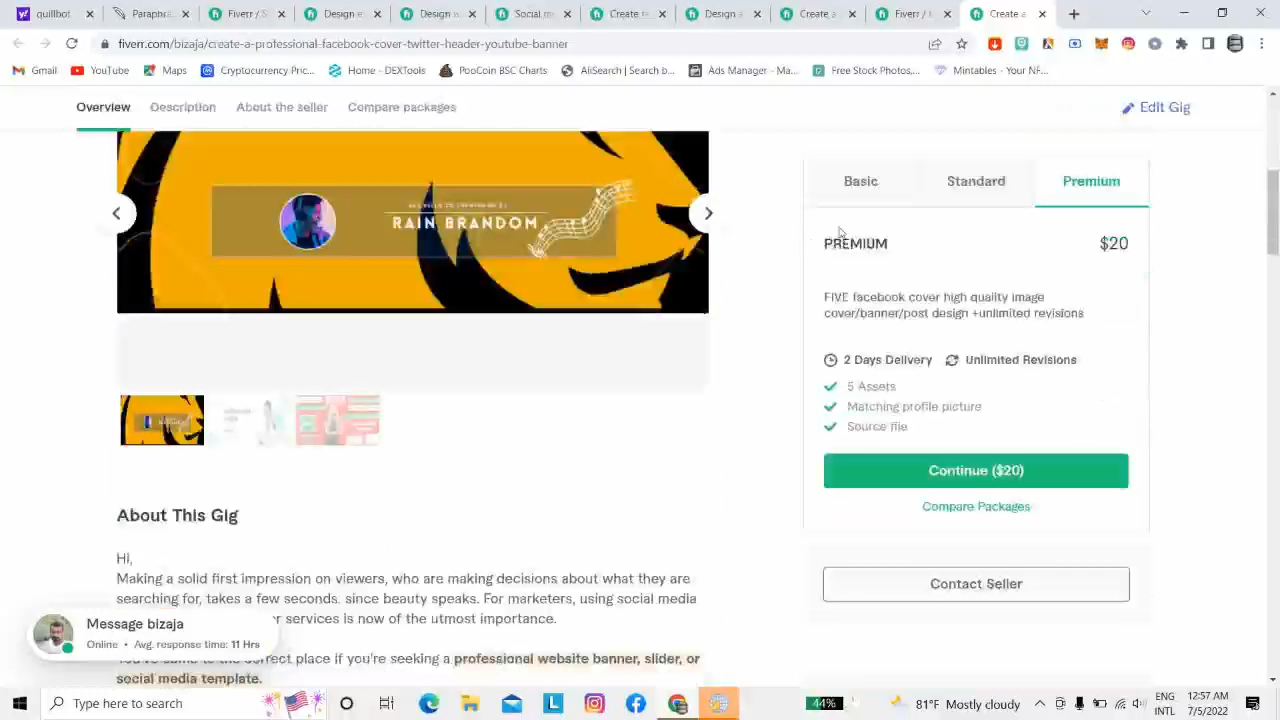 quillbot
Paraphra
Fiverr / S
Design e
Design a
Social m
Create fa
Design a
Create a
Fiverr / L
Create a
fiverr.com/bizaja/create-a-professional-facebook-cover-twitter-header-youtube-banner
Gmail
YouTube
Maps
Cryptocurrency Pric...
Home - DEXTools
PooCoin BSC Charts
AliSearch | Search b...
Ads Manager - Ma...
Free Stock Photos,...
Mintables - Your NF...
Overview
Description
About the seller
Compare packages
Edit Gig
RAIN BRANDOM
Basic
Standard
Premium
PREMIUM
$20
FIVE facebook cover high quality image
cover/banner/post design +unlimited revisions
2 Days Delivery
Unlimited Revisions
5 Assets
Matching profile picture
Source file
Continue ($20)
Compare Packages
Contact Seller
About This Gig
Hi,
Making a solid first impression on viewers, who are making decisions about what they are
searching for, takes a few seconds. since beauty speaks. For marketers, using social media
r services is now of the utmost importance.
Message bizaja
Online • Avg. response time: 11 Hrs
correct place if you're seeking a professional website banner, slider, or
social media template.
Type here to search
44%
81°F Mostly cloudy
ENG
INTL
12:57 AM
7/5/2022